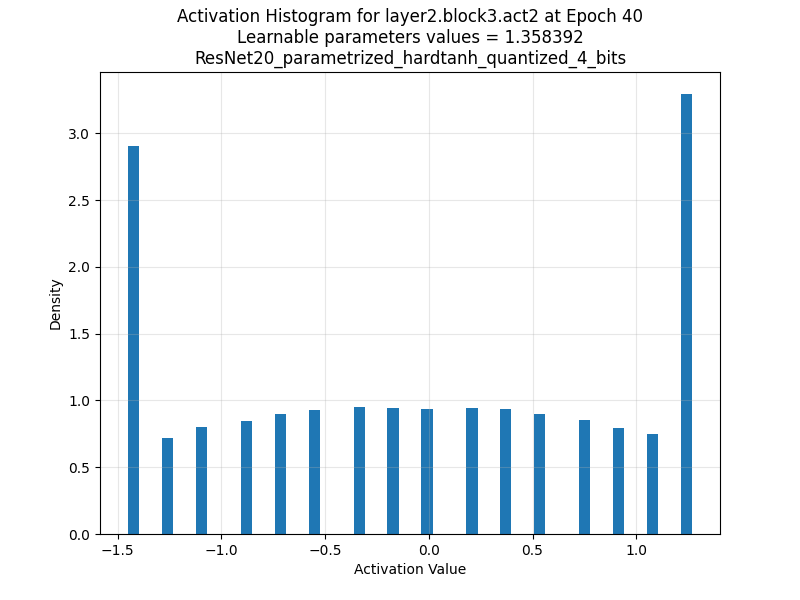 Activation Histogram for layer2.block3.act2 at Epoch 40
Learnable parameters values = 1.358392
ResNet20_parametrized_hardtanh_quantized_4_bits
3.0
2.5
2.0
1.5
1.0
0.5
0.0
Density
−1.5
−1.0
−0.5
0.0
0.5
1.0
Activation Value